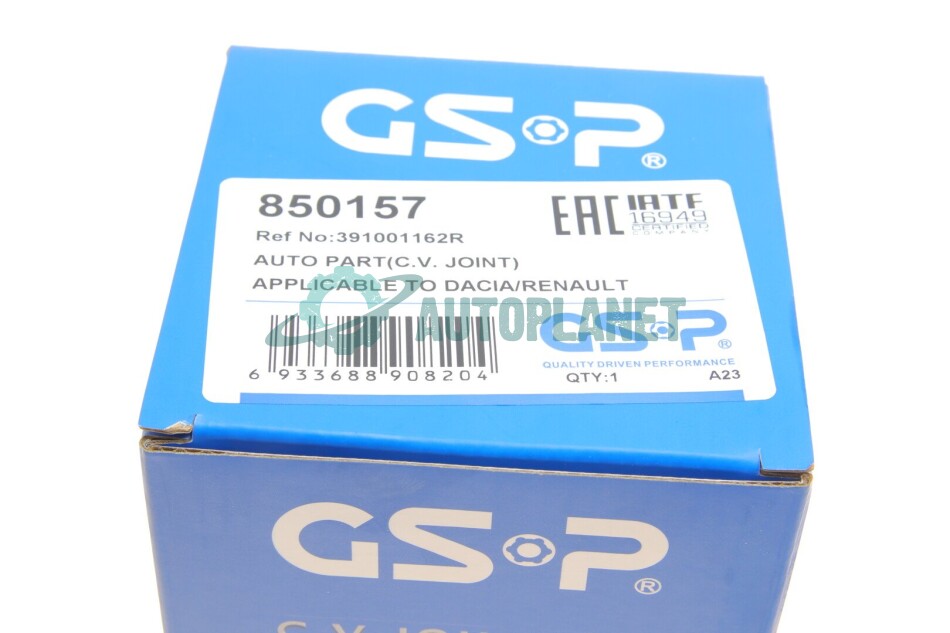 GSP®
850157
EAC IATF
16949
CERTIFIED
COMPANY
Ref No:391001162R
AUTO PART(C.V. JOINT)
APPLICABLE TO DACIA/RENAULT
AUTOPLANET
GSP®
QUALITY DRIVEN PERFORMANCE
6 933688 908204
QTY:1 A23
GSP®
C.V. JOIN